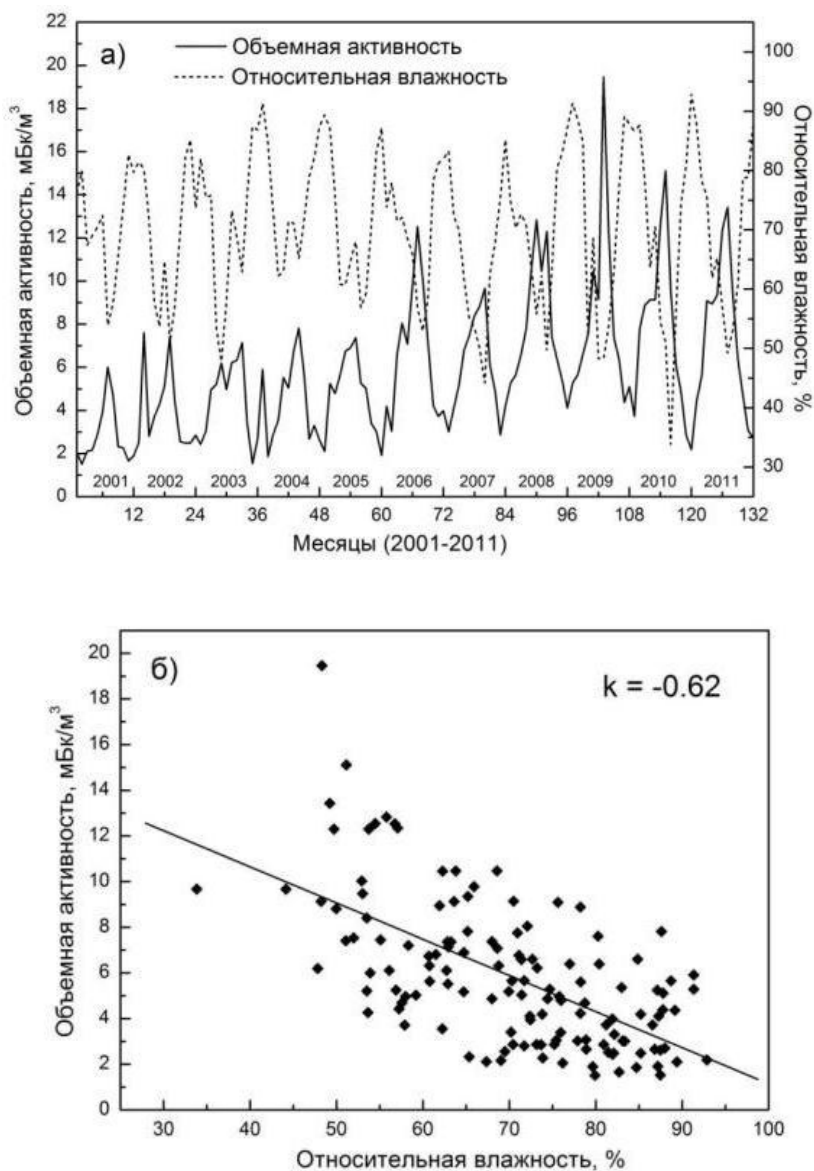 а)
Объемная активность
Относительная влажность
Объемная активность, мБк/м³
22
20
18
16
14
12
10
8
6
4
2
0
Относительная влажность, %
100
90
80
70
60
50
40
30
2001 2002 2003 2004 2005 2006 2007 2008 2009 2010 2011
12 24 36 48 60 72 84 96 108 120 132
Месяцы (2001-2011)
б)
k = -0.62
Объемная активность, мБк/м³
20
18
16
14
12
10
8
6
4
2
0
30 40 50 60 70 80 90 100
Относительная влажность, %